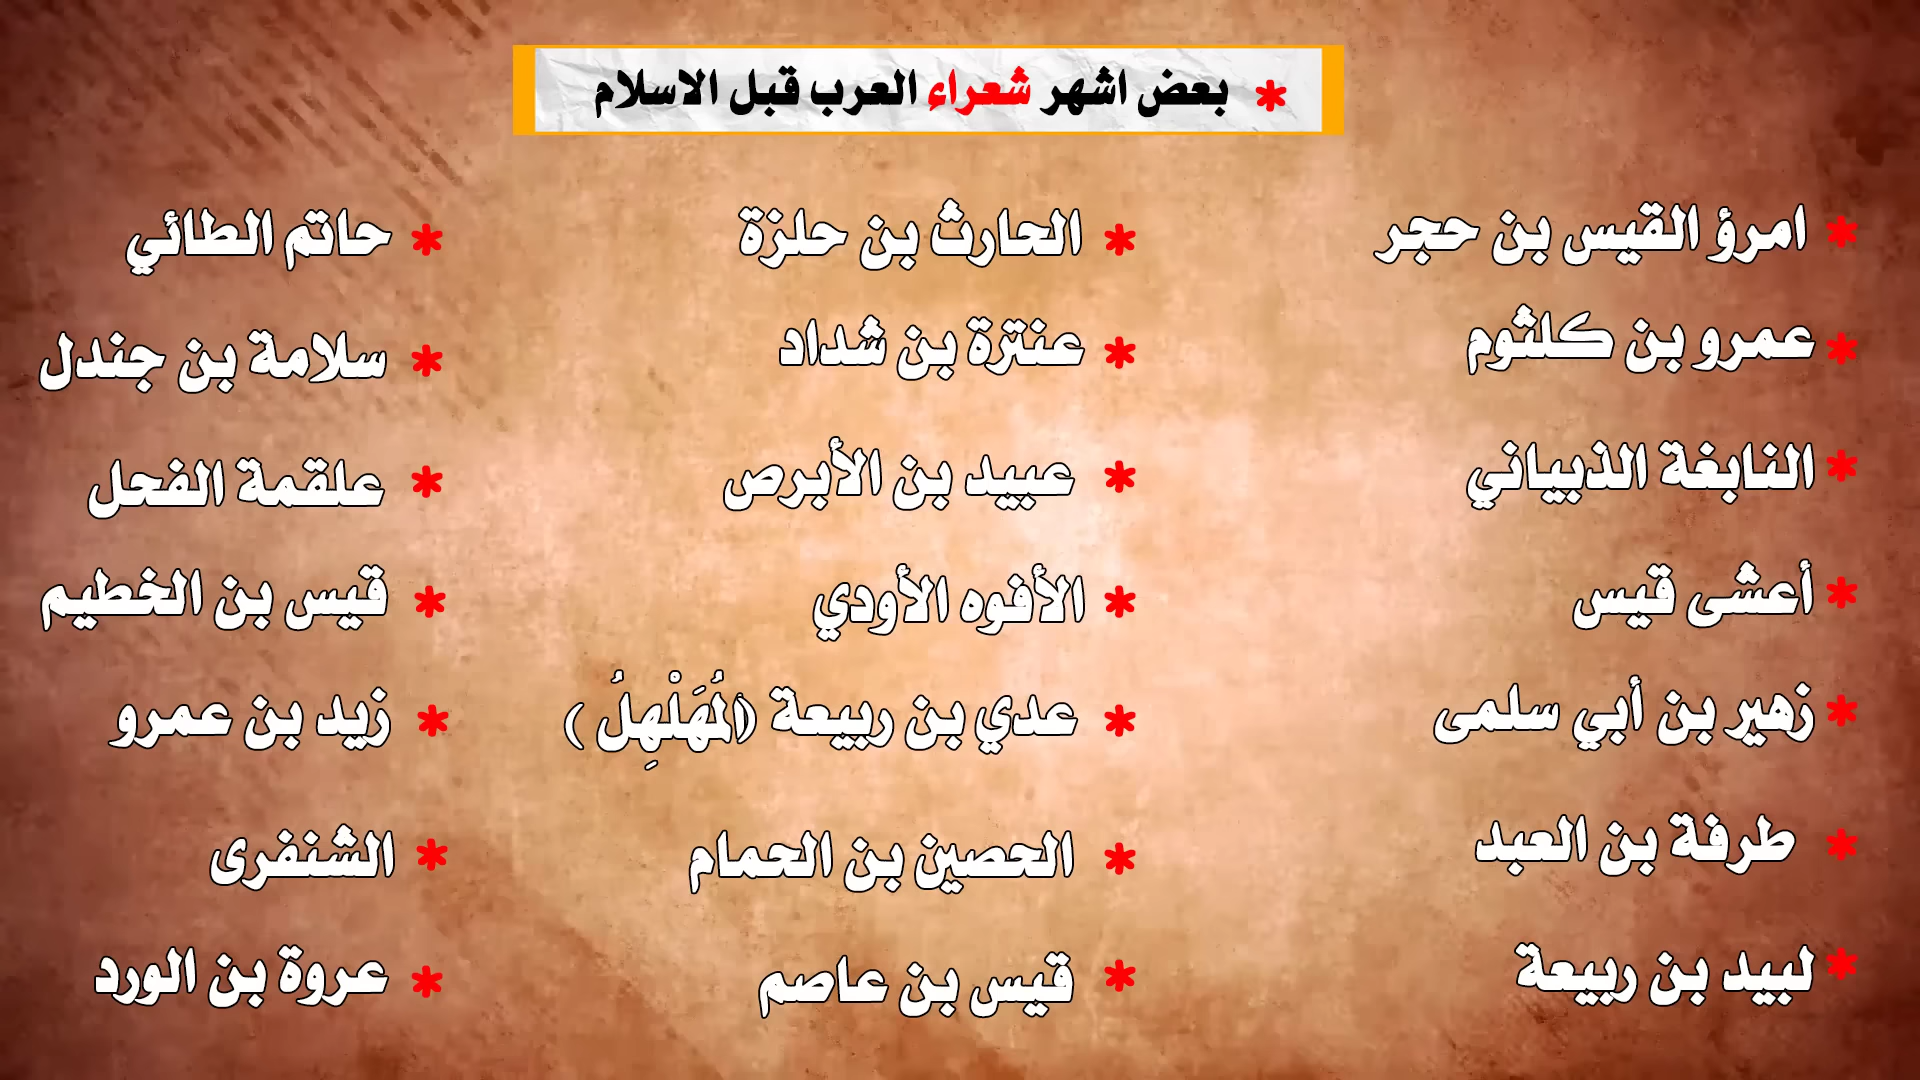 * بعض اشهر شعراء العرب قبل الاسلام
* امرؤ القيس بن حجر
* عمرو بن كلثوم
* النابغة الذبياني
* أعشى قيس
* زهير بن أبي سلمى
* طرفة بن العبد
* لبيد بن ربيعة
* الحارث بن حلزة
* عنترة بن شداد
* عبيد بن الأبرص
* الأفوه الأودي
* عدي بن ربيعة (المُهَلْهِلُ )
* الحصين بن الحمام
* قيس بن عاصم
* حاتم الطائي
* سلامة بن جندل
* علقمة الفحل
* قيس بن الخطيم
* زيد بن عمرو
* الشنفرى
* عروة بن الورد